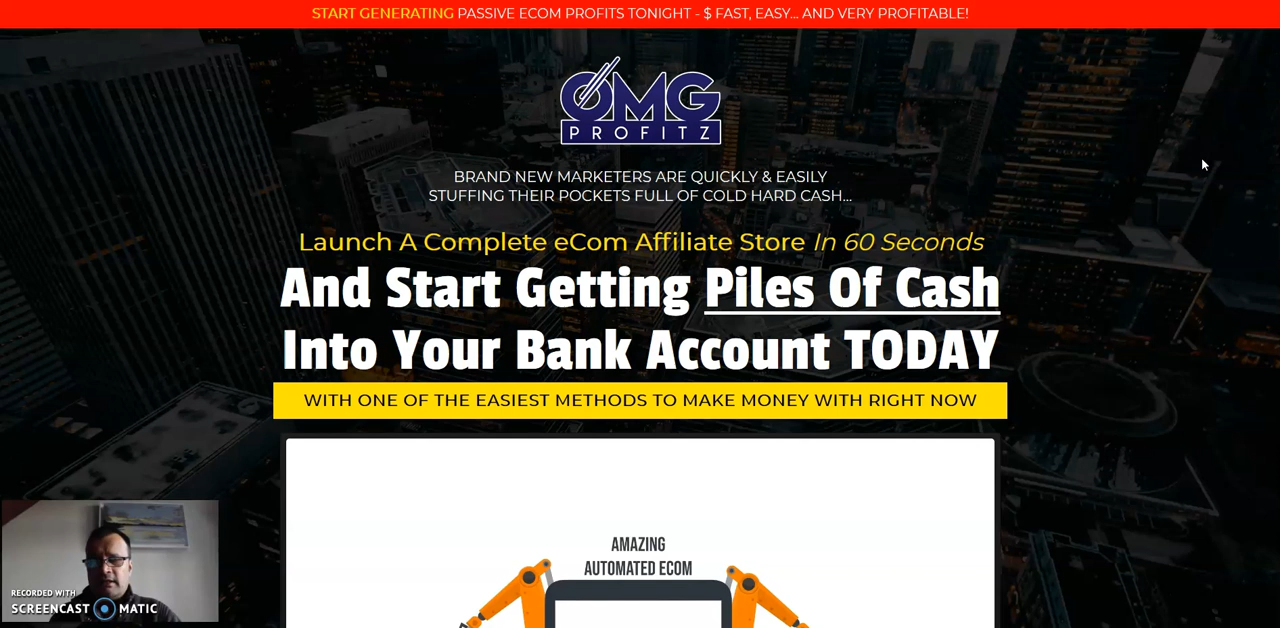 START GENERATING PASSIVE ECOM PROFITS TONIGHT - $ FAST, EASY... AND VERY PROFITABLE!
OMG
PROFITZ
BRAND NEW MARKETERS ARE QUICKLY & EASILY
STUFFING THEIR POCKETS FULL OF COLD HARD CASH...
Launch A Complete eCom Affiliate Store In 60 Seconds
And Start Getting Piles Of Cash
Into Your Bank Account TODAY
WITH ONE OF THE EASIEST METHODS TO MAKE MONEY WITH RIGHT NOW
AMAZING
AUTOMATED ECOM
RECORDED WITH
SCREENCAST MATIC